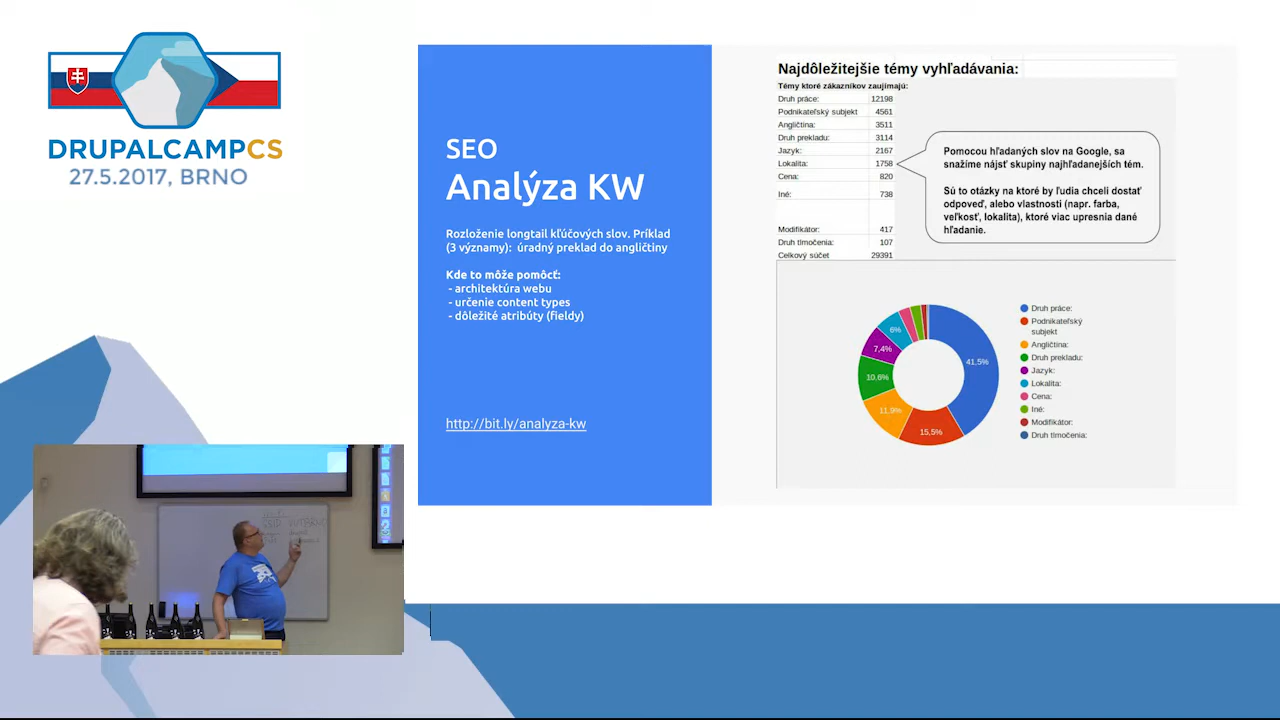 DRUPALCAMPCS
27.5.2017, BRNO
SEO
Analýza KW
Rozloženie longtail kľúčových slov. Príklad
(3 významy): úradný preklad do angličtiny
Kde to môže pomôcť:
- architektúra webu
- určenie content types
- dôležité atribúty (fieldy)
http://bit.ly/analyza-kw
Najdôležitejšie témy vyhľadávania:
Témy ktoré zákazníkov zaujímajú:
Druh práce: 12198
Podnikateľský subjekt 4561
Angličtina: 3511
Druh prekladu: 3114
Jazyk: 2167
Lokalita: 1758
Cena: 820
Iné: 738
Modifikátor: 417
Druh tlmočenia: 107
Celkový súčet 29391
Pomocou hľadaných slov na Google, sa
snažíme nájsť skupiny najhľadanejších tém.
Sú to otázky na ktoré by ľudia chceli dostať
odpoveď, alebo vlastnosti (napr. farba,
veľkosť, lokalita), ktoré viac upresnia dané
hľadanie.
41,5%
15,5%
11,9%
10,6%
7,4%
6%
Druh práce:
Podnikateľský
subjekt
Angličtina:
Druh prekladu:
Jazyk:
Lokalita:
Cena:
Iné:
Modifikátor:
Druh tlmočenia: